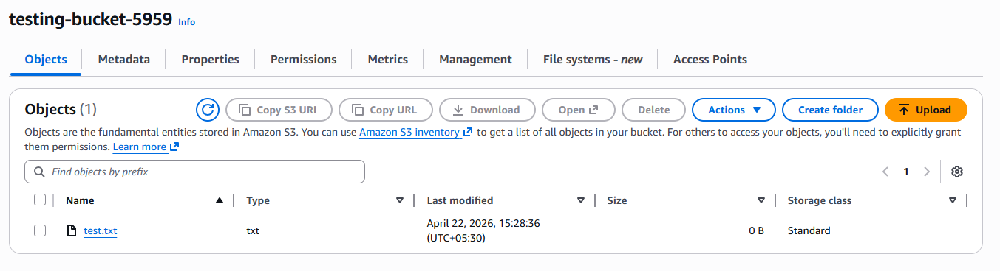 testing-bucket-5959 Info
Objects Metadata Properties Permissions Metrics Management File systems - new Access Points
Objects (1) Copy S3 URI Copy URL Download Open Delete Actions Create folder Upload
Objects are the fundamental entities stored in Amazon S3. You can use Amazon S3 inventory to get a list of all objects in your bucket. For others to access your objects, you'll need to explicitly grant
them permissions. Learn more
Find objects by prefix 1
Name Type Last modified Size Storage class
test.txt txt April 22, 2026, 15:28:36 (UTC+05:30) 0 B Standard